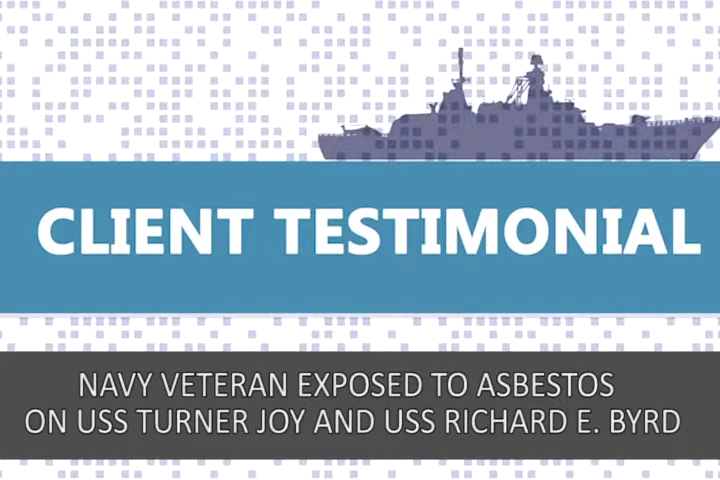 CLIENT TESTIMONIAL
NAVY VETERAN EXPOSED TO ASBESTOS
ON USS TURNER JOY AND USS RICHARD E. BYRD